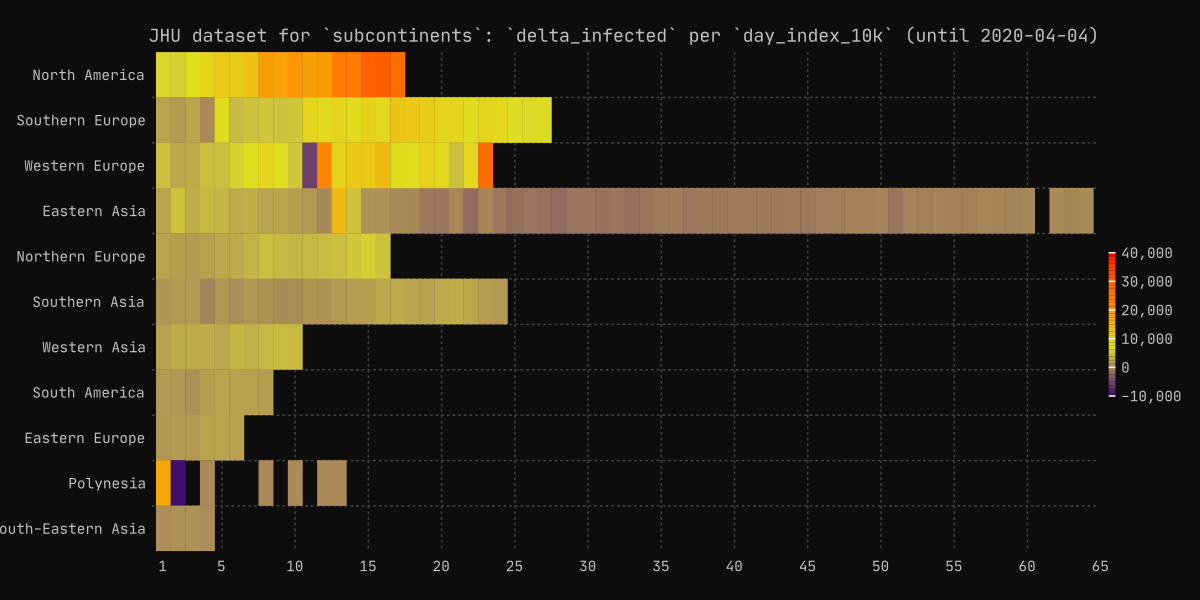 JHU dataset for `subcontinents`: `delta_infected` per `day_index_10k` (until 2020-04-04)
North America
Southern Europe
Western Europe
Eastern Asia
Northern Europe
Southern Asia
Western Asia
South America
Eastern Europe
Polynesia
outh-Eastern Asia
40,000
30,000
20,000
10,000
0
-10,000
1 5 10 15 20 25 30 35 40 45 50 55 60 65